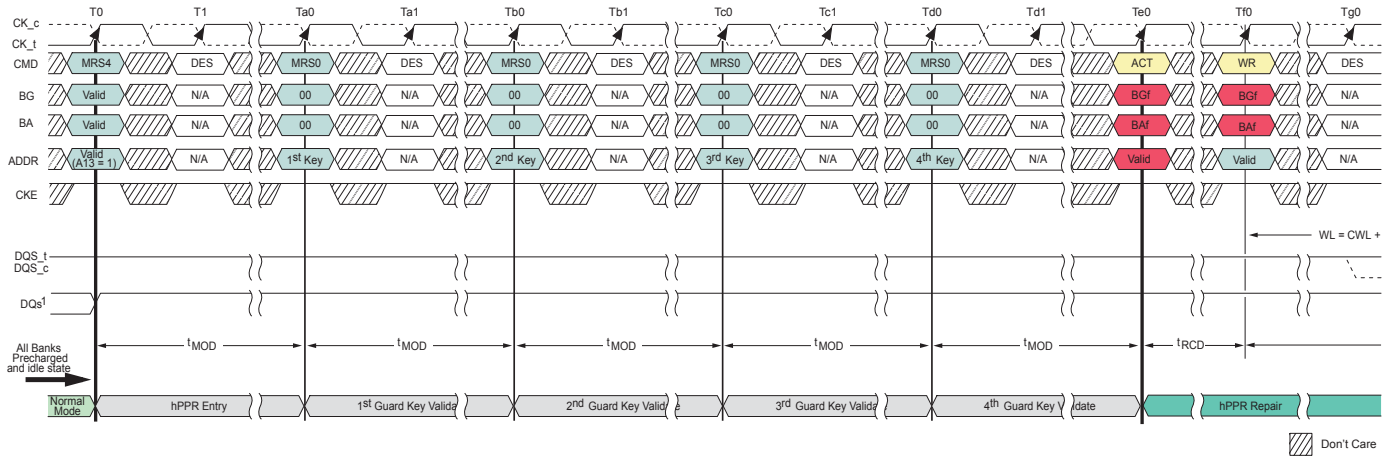 T0 T1 Ta0 Ta1 Tb0 Tb1 Tc0 Tc1 Td0 Td1 Te0 Tf0 Tg0
CK_c
CK_t
CMD MRS4 DES MRS0 DES MRS0 DES MRS0 DES MRS0 DES ACT WR DES
BG Valid N/A 00 N/A 00 N/A 00 N/A 00 N/A BGf BGf N/A
BA Valid N/A 00 N/A 00 N/A 00 N/A 00 N/A BAf BAf N/A
ADDR Valid (A13 = 1) N/A 1st Key N/A 2nd Key N/A 3rd Key N/A 4th Key N/A Valid Valid N/A
CKE
WL = CWL +
DQS_t
DQS_c
DQs1
tMOD tMOD tMOD tMOD tMOD tRCD
All Banks
Precharged
and idle state
Normal Mode hPPR Entry 1st Guard Key Valida 2nd Guard Key Valid e 3rd Guard Key Valida 4th Guard Key V idate hPPR Repair
Don't Care